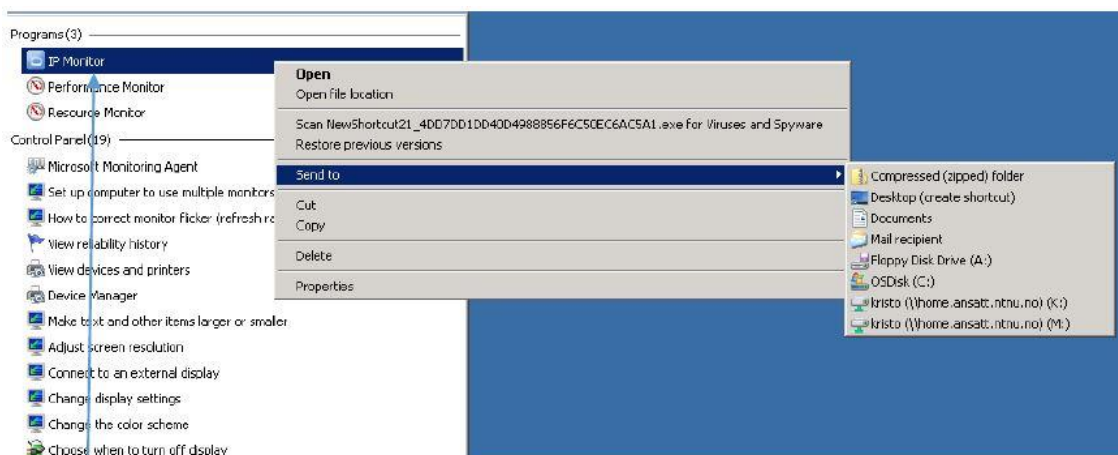 Programs (3)
IP Monitor
Performance Monitor
Resource Monitor
Control Panel (19)
Microsoft Monitoring Agent
Set up computer to use multiple monitors
How to correct monitor flicker (refresh ra
View reliability history
View devices and printers
Device Manager
Make text and other items larger or smaller
Adjust screen resolution
Connect to an external display
Change display settings
Change the color scheme
Choose when to turn off display
Open
Open file location
Scan NewShortcut21_4DD7DD1DD40D4988856F6C50EC6AC5A1.exe for Viruses and Spyware
Restore previous versions
Send to
Cut
Copy
Delete
Properties
Compressed (zipped) folder
Desktop (create shortcut)
Documents
Mail recipient
Floppy Disk Drive (A:)
OSDisk (C:)
kristo (\\home.ansatt.ntnu.no) (K:)
kristo (\\home.ansatt.ntnu.no) (M:)